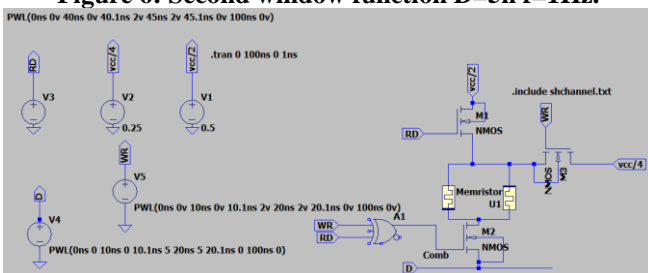 Figure 6. Second window function D=5n f=1Hz.
PWL(0ns 0v 40ns 0v 40.1ns 2v 45ns 2v 45.1ns 0v 100ns 0v)
RD
vcc/4
vcc/2
.tran 0 100ns 0 1ns
vcc/2
.include shchannel.txt
V3
V2
V1
0.25
0.5
M1
RD
NMOS
WR
vcc/4
NMOS
M3
WR
V5
Memristor
U1
D
V4
PWL(0ns 0v 10ns 0v 10.1ns 2v 20ns 2v 20.1ns 0v 100ns 0v)
A1
WR
RD
M2
NMOS
Comb
PWL(0ns 0 10ns 0 10.1ns 5 20ns 5 20.1ns 0 100ns 0)
D